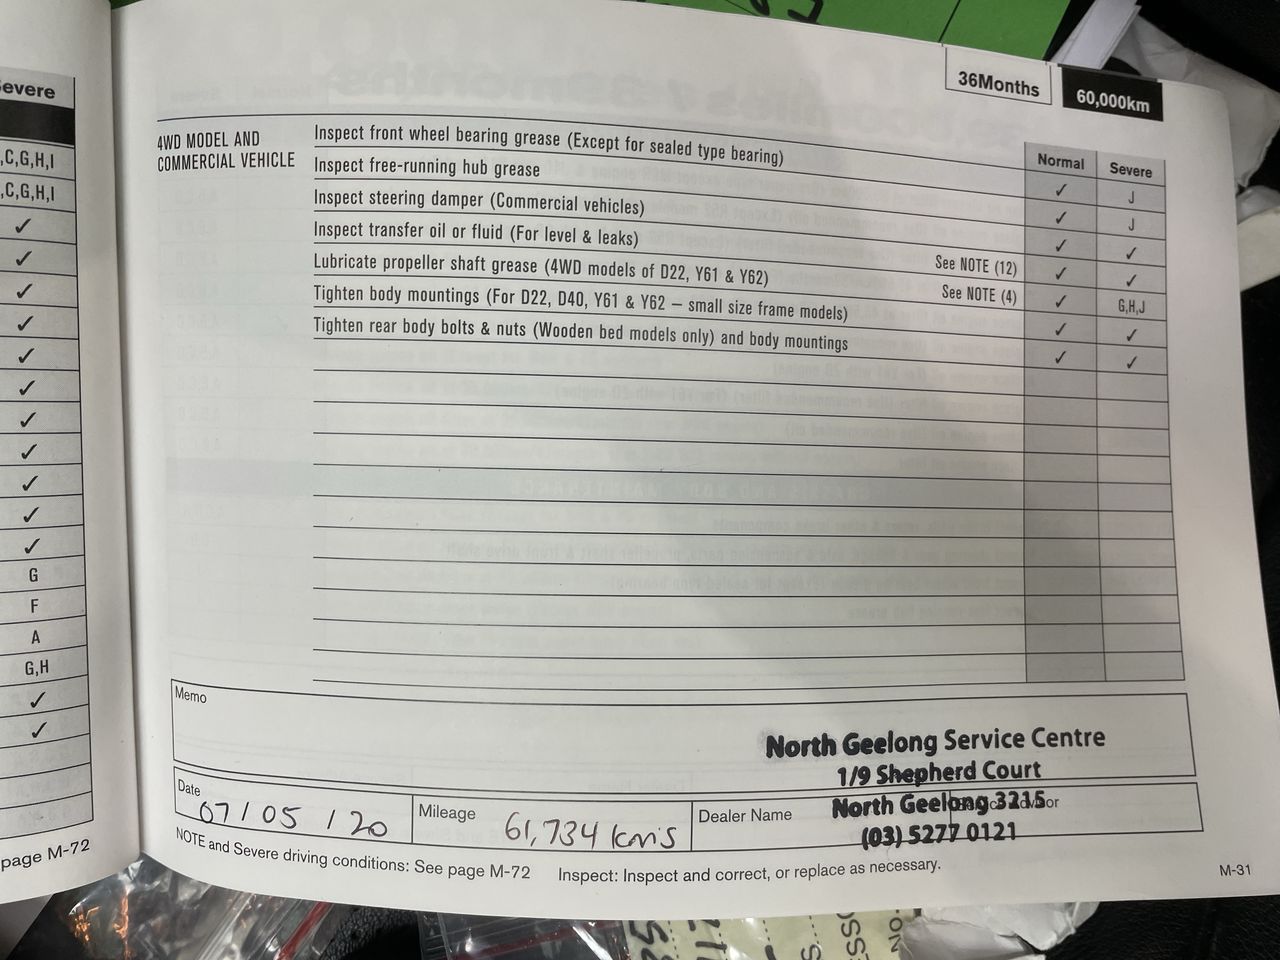 36Months
60,000km
Severe
,C,G,H,I
,C,G,H,I
✓
✓
✓
✓
✓
✓
✓
✓
✓
✓
✓
G
F
A
G,H
✓
✓
page M-72
4WD MODEL AND
COMMERCIAL VEHICLE
Normal Severe
Inspect front wheel bearing grease (Except for sealed type bearing) ✓ J
Inspect free-running hub grease ✓ J
Inspect steering damper (Commercial vehicles) ✓ ✓
Inspect transfer oil or fluid (For level & leaks) See NOTE (12) ✓ ✓
Lubricate propeller shaft grease (4WD models of D22, Y61 & Y62) See NOTE (4) ✓ G,H,J
Tighten body mountings (For D22, D40, Y61 & Y62 – small size frame models) ✓ ✓
Tighten rear body bolts & nuts (Wooden bed models only) and body mountings ✓ ✓
Memo
North Geelong Service Centre
1/9 Shepherd Court
North Geelong 3215
(03) 5277 0121
Date 07/05/20
Mileage 61,734 km's
Dealer Name
NOTE and Severe driving conditions: See page M-72 Inspect: Inspect and correct, or replace as necessary.
M-31